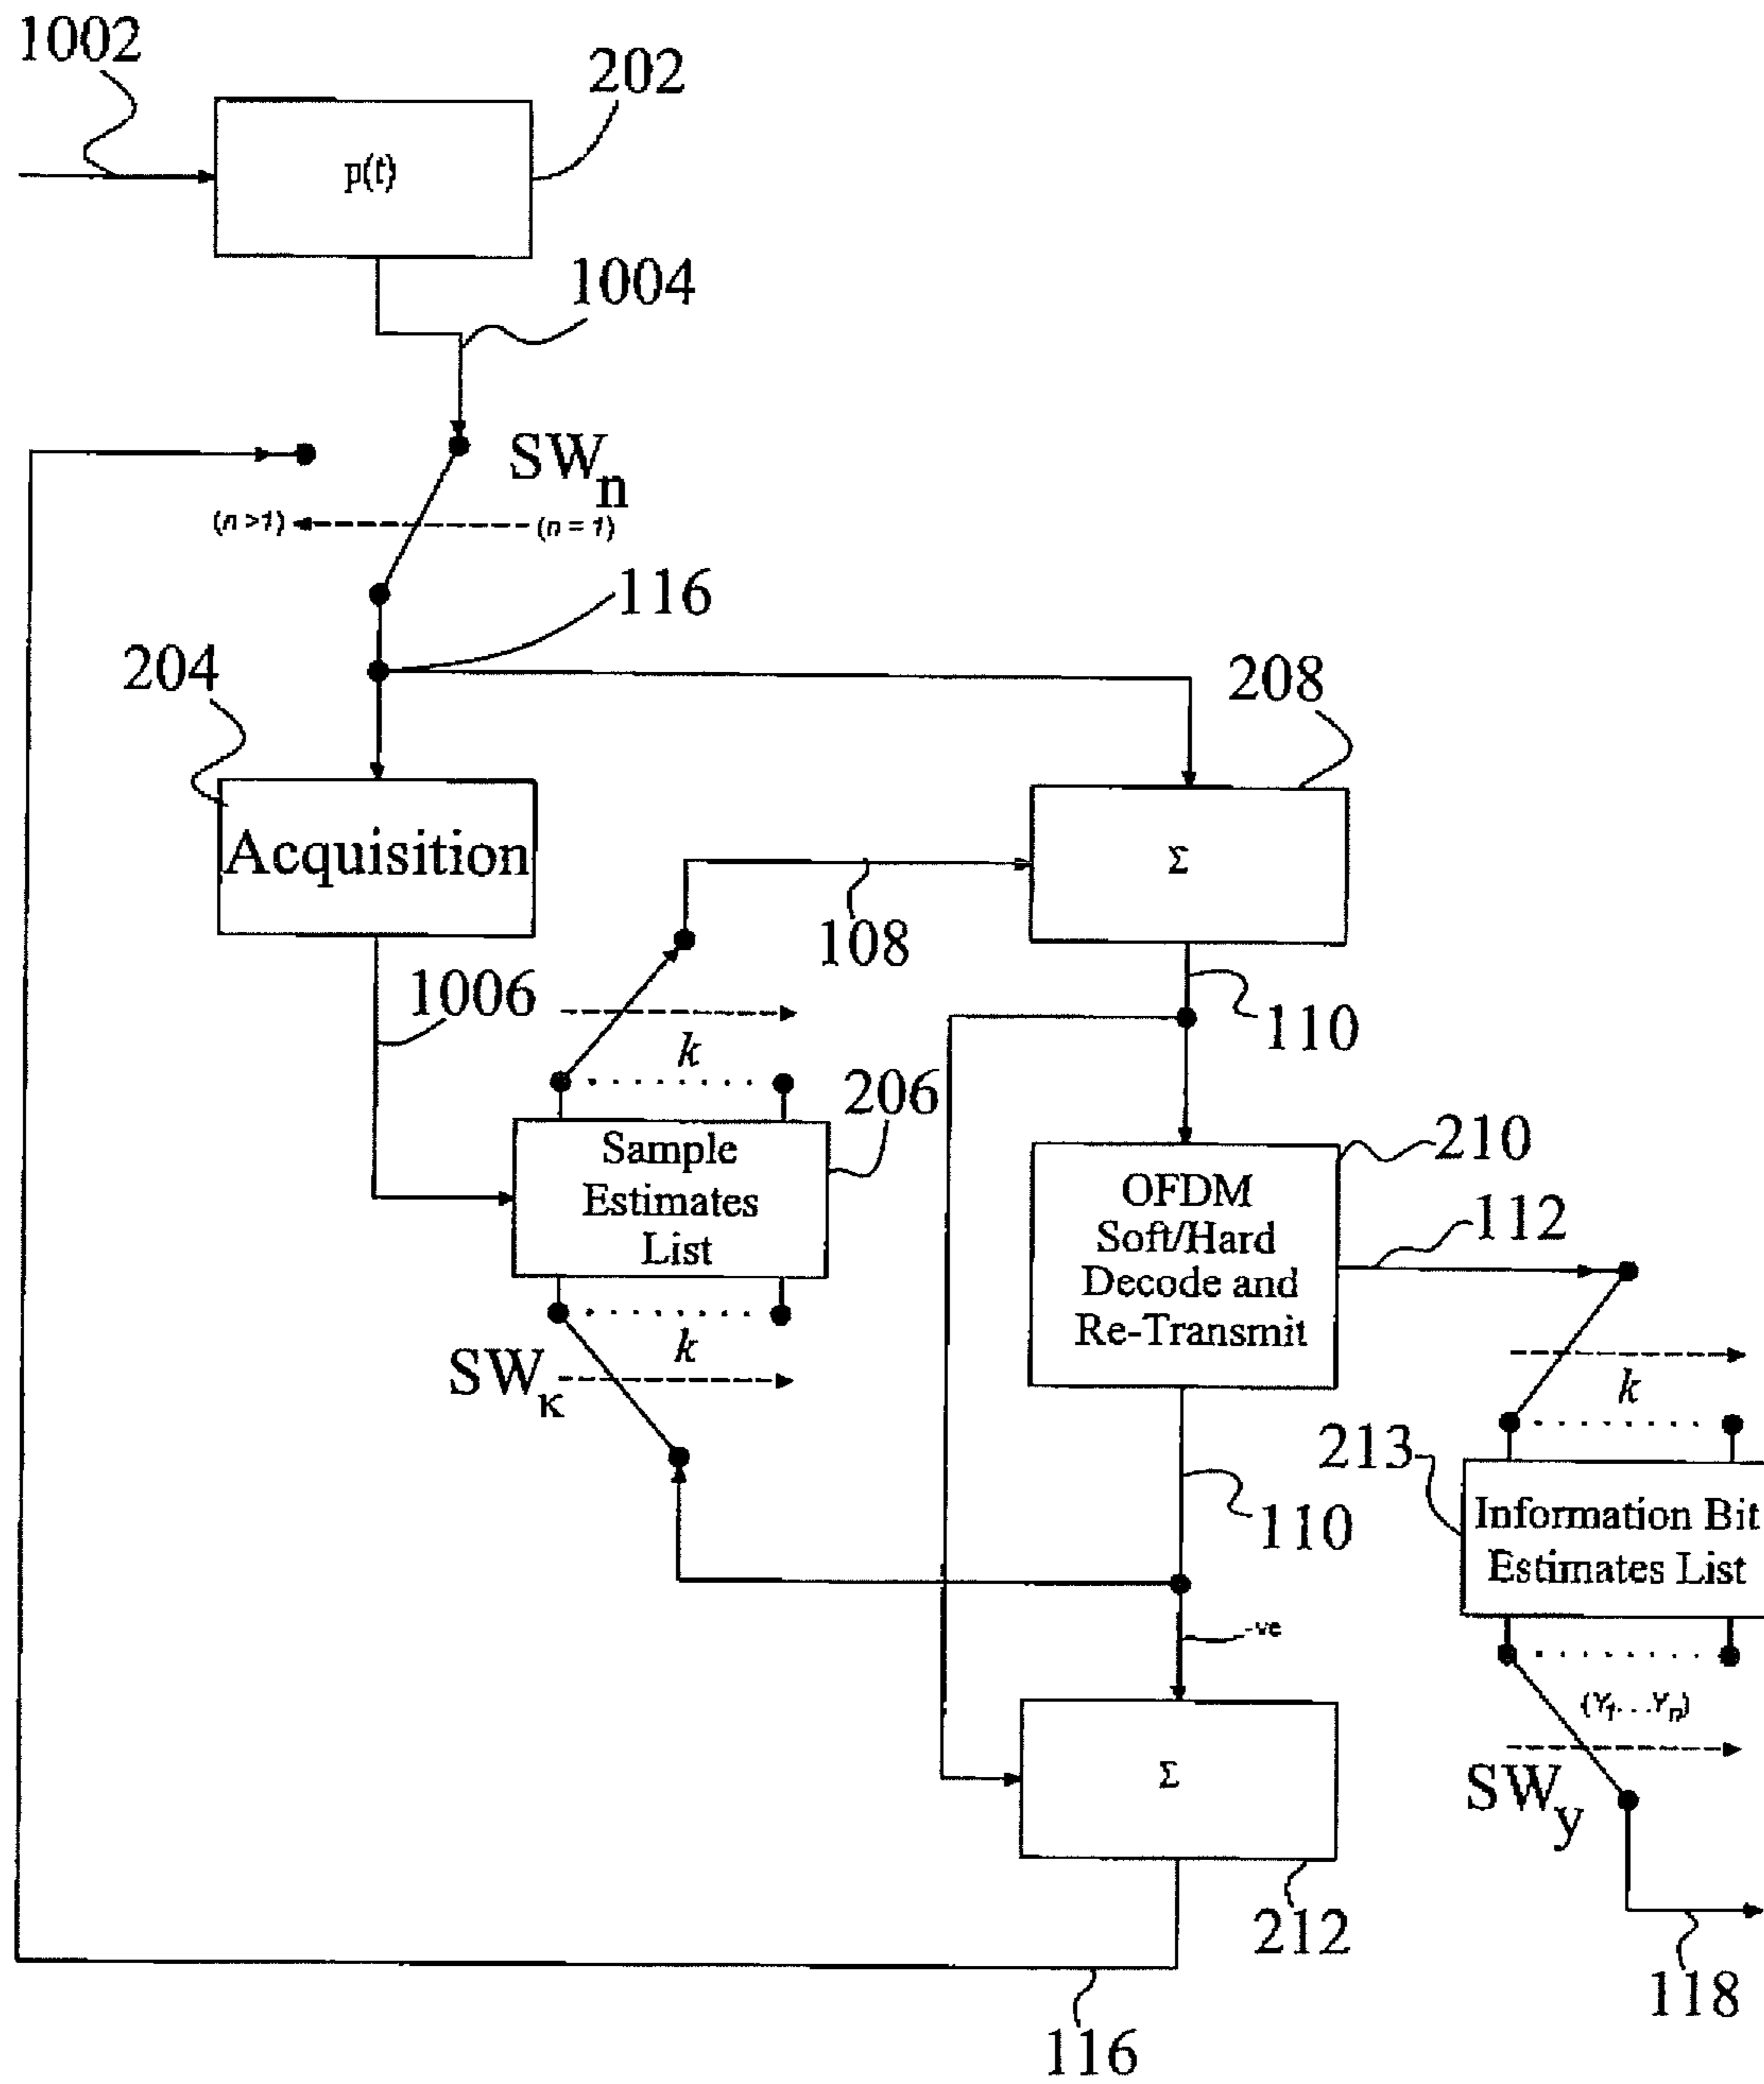 1002
202
p(t)
1004
SWn
(n >1)
(n = 1)
116
204
208
Acquisition
Σ
108
1006
110
k
206
Sample
Estimates
List
210
OFDM
Soft/Hard
Decode and
Re-Transmit
112
k
SWκ
k
213
110
Information Bit
Estimates List
-ve
(Y1...Yn)
Σ
SWy
212
118
116